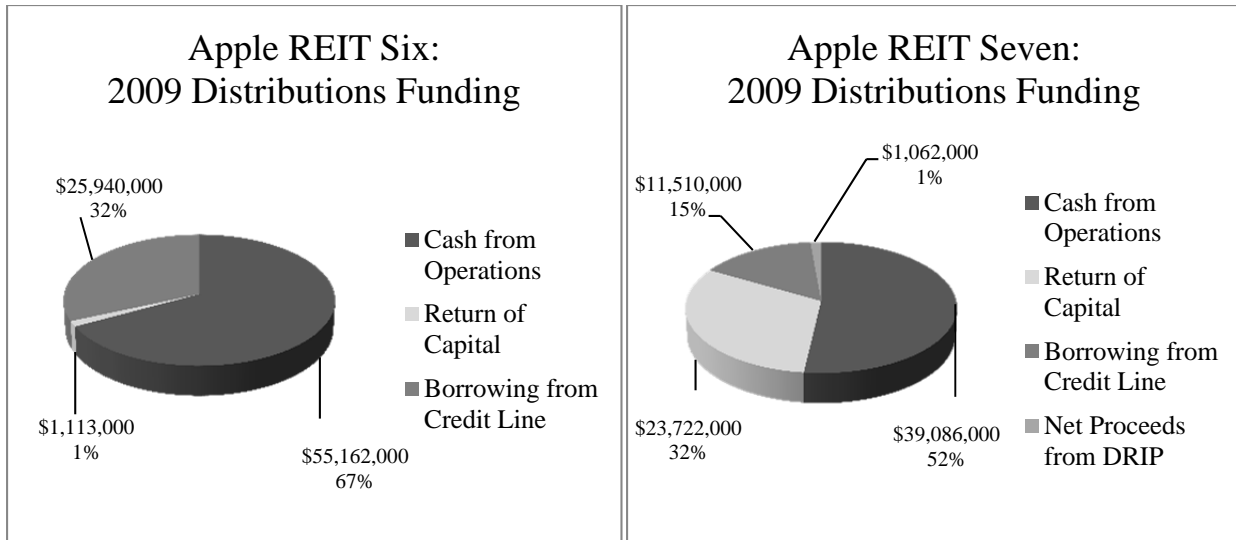 Apple REIT Six:
2009 Distributions Funding
$25,940,000
32%
Cash from
Operations
Return of
Capital
Borrowing from
Credit Line
$1,113,000
1%
$55,162,000
67%
Apple REIT Seven:
2009 Distributions Funding
$1,062,000
1%
$11,510,000
15%
Cash from
Operations
Return of
Capital
Borrowing from
Credit Line
Net Proceeds
from DRIP
$23,722,000
32%
$39,086,000
52%